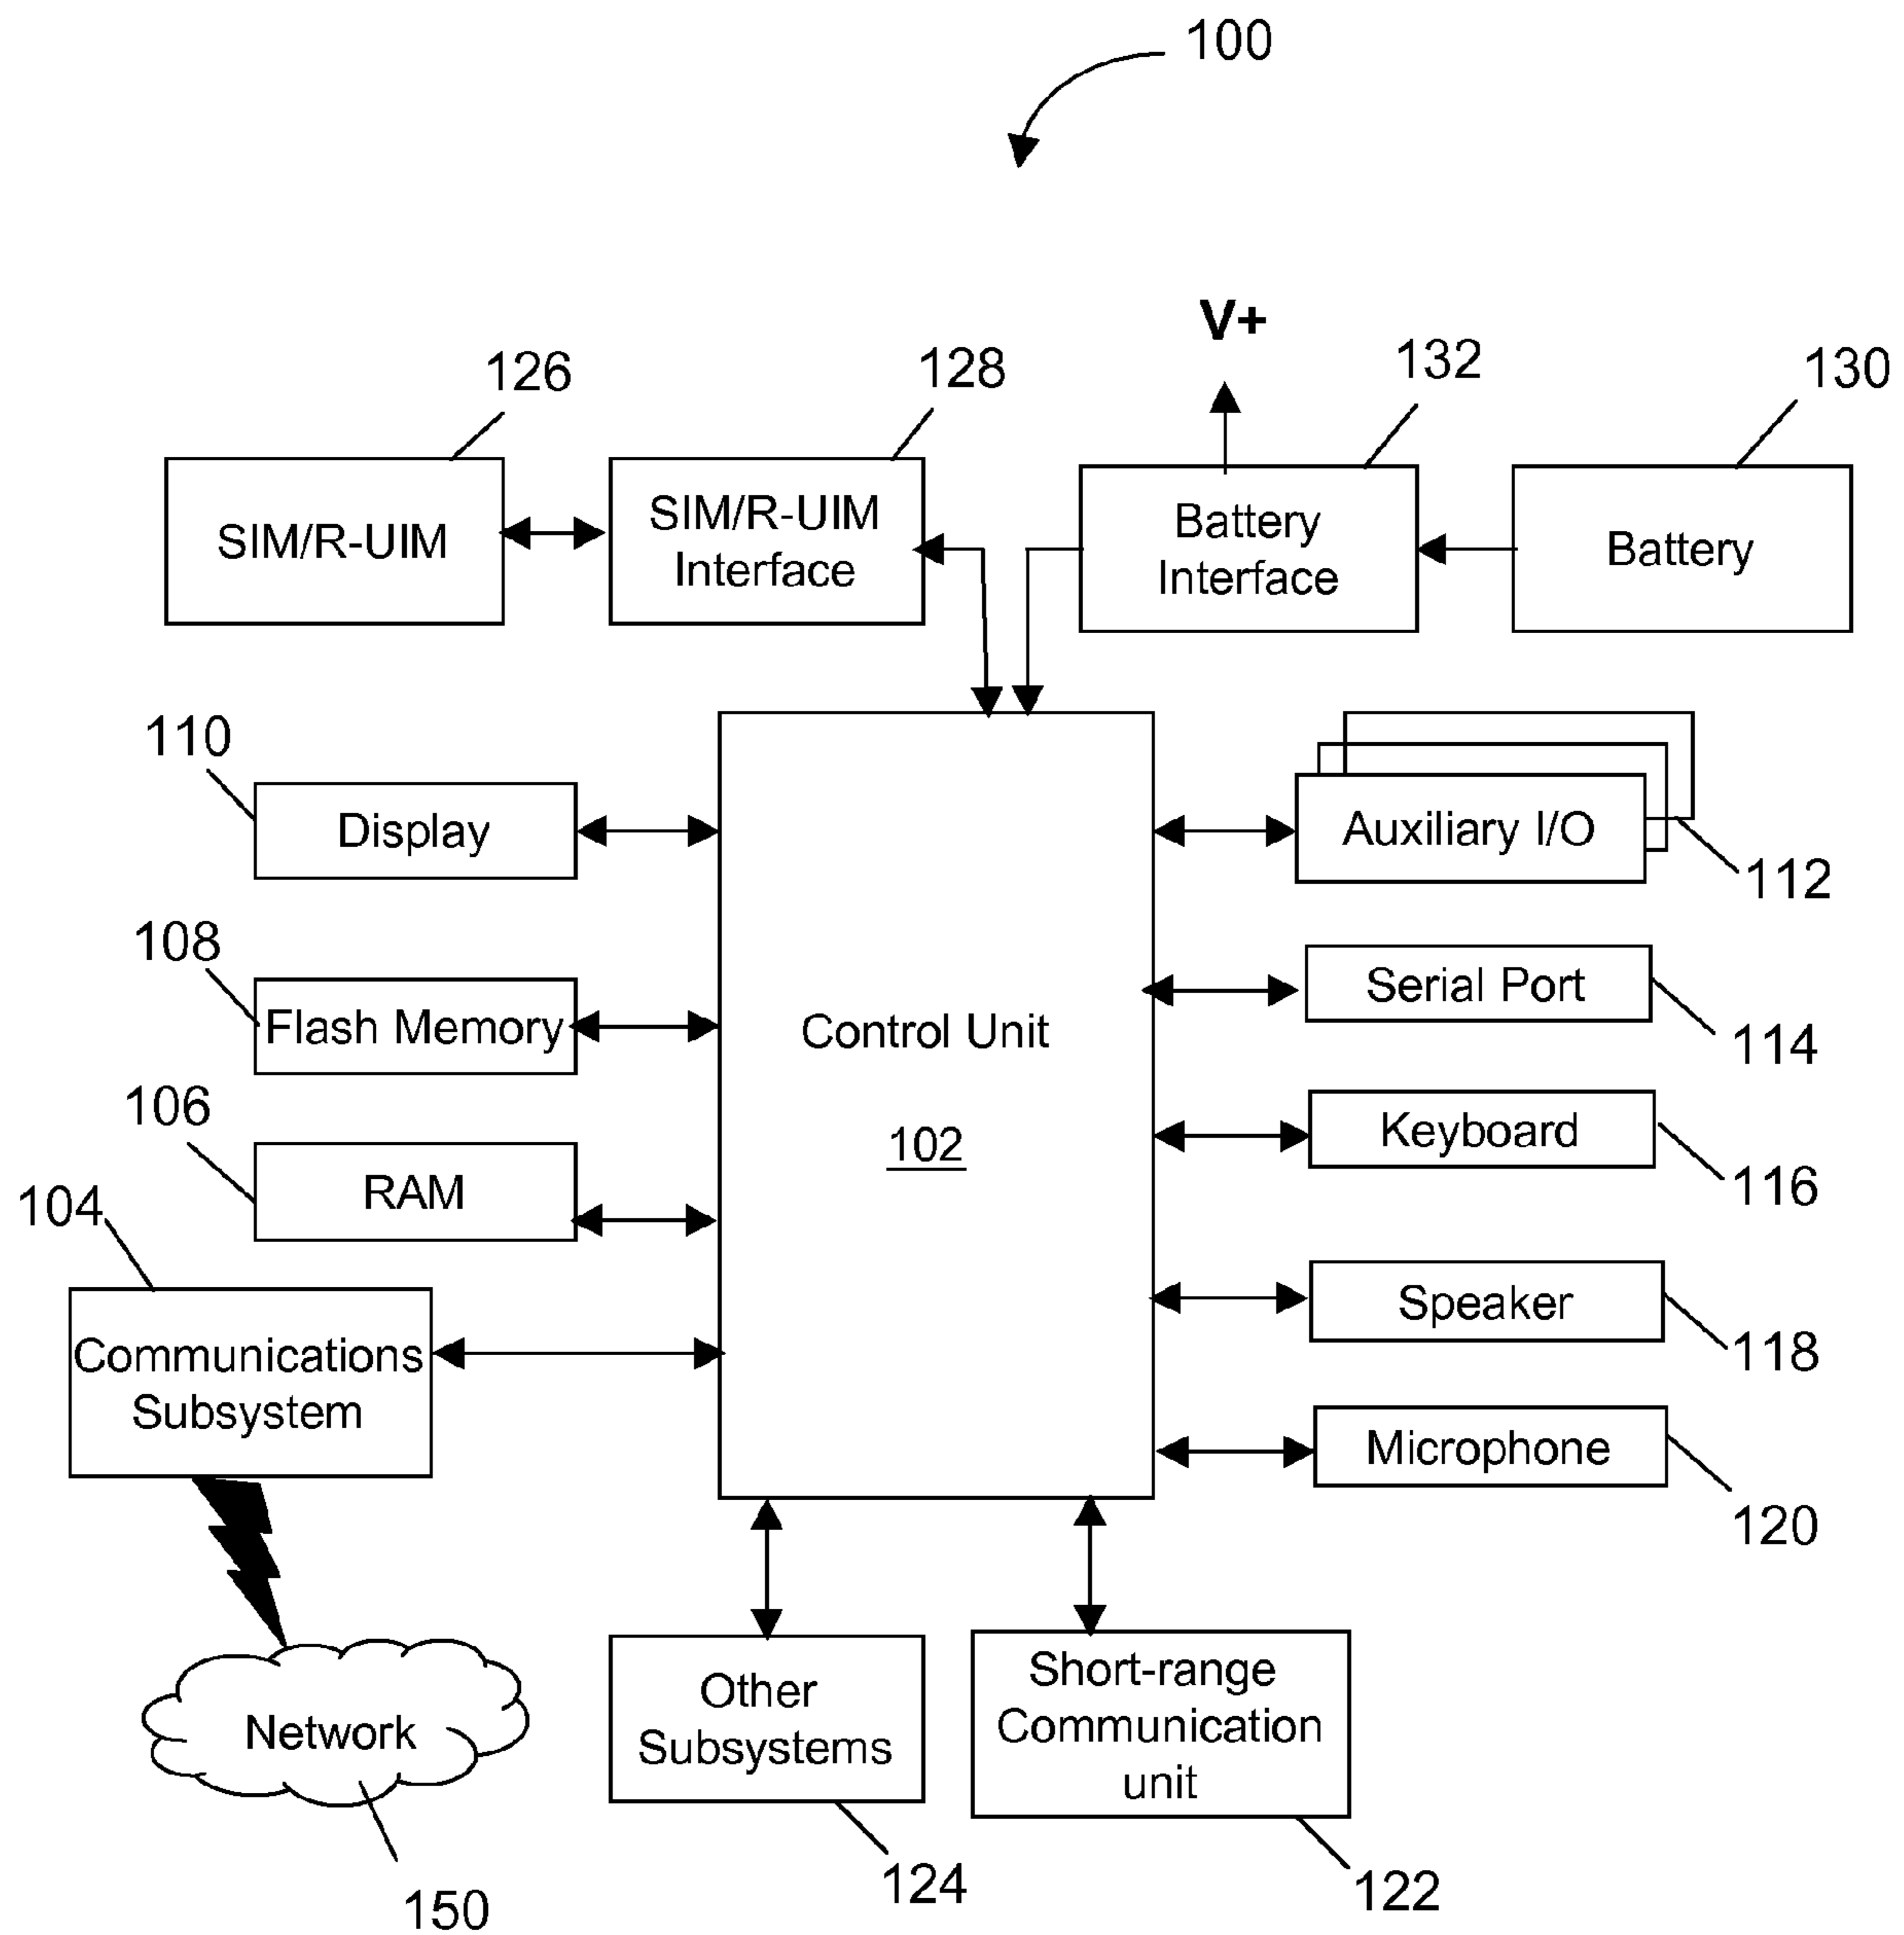 100
V+
126
128
132
130
SIM/R-UIM
SIM/R-UIM
Interface
Battery
Interface
Battery
110
Display
Auxiliary I/O
112
108
Flash Memory
Serial Port
114
Control Unit
102
106
RAM
Keyboard
116
104
Communications
Subsystem
Speaker
118
Microphone
120
Network
150
Other
Subsystems
124
Short-range
Communication
unit
122